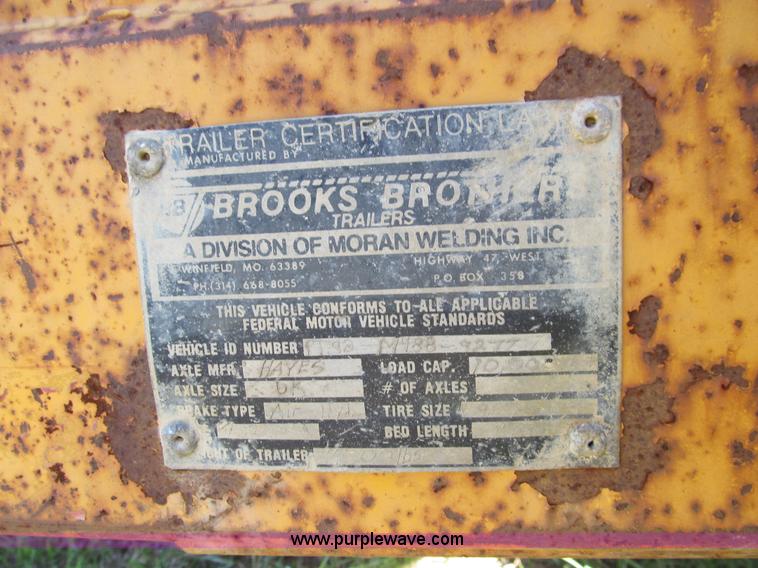 TRAILER CERTIFICATION
MANUFACTURED BY
BROOKS BROTHER
TRAILERS
A DIVISION OF MORAN WELDING INC.
WINFIELD, MO. 63389 HIGHWAY 47, WEST
PH.(314) 668-8055 P.O. BOX 358
THIS VEHICLE CONFORMS TO ALL APPLICABLE
FEDERAL MOTOR VEHICLE STANDARDS
VEHICLE ID NUMBER
AXLE MFR. HAYES LOAD CAP.
AXLE SIZE 6K # OF AXLES
BRAKE TYPE TIRE SIZE
BED LENGTH
OF TRAILER
www.purplewave.com